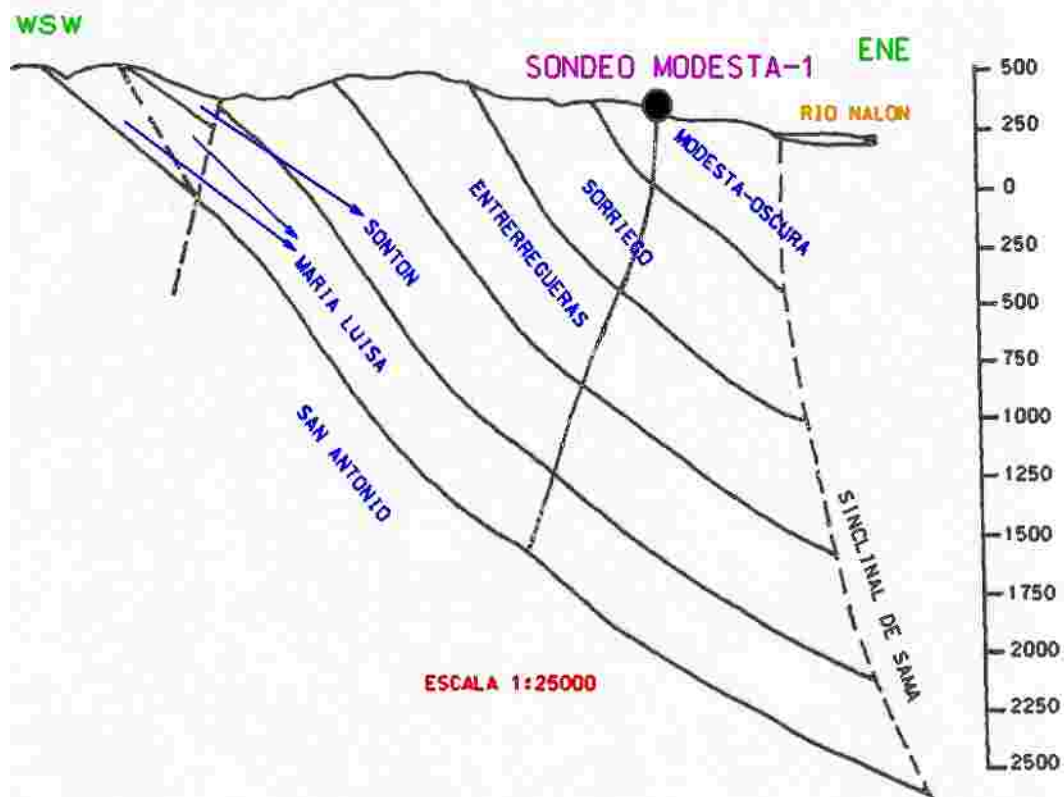 WSW
ENE
SONDEO MODESTA-1
RIO NALON
MODESTA-OSCURA
SORRIEGO
ENTRERREGUERAS
SONTON
MARIA LUISA
SAN ANTONIO
SINCLINAL DE SAMA
ESCALA 1:25000
500
250
0
250
500
750
1000
1250
1500
1750
2000
2250
2500